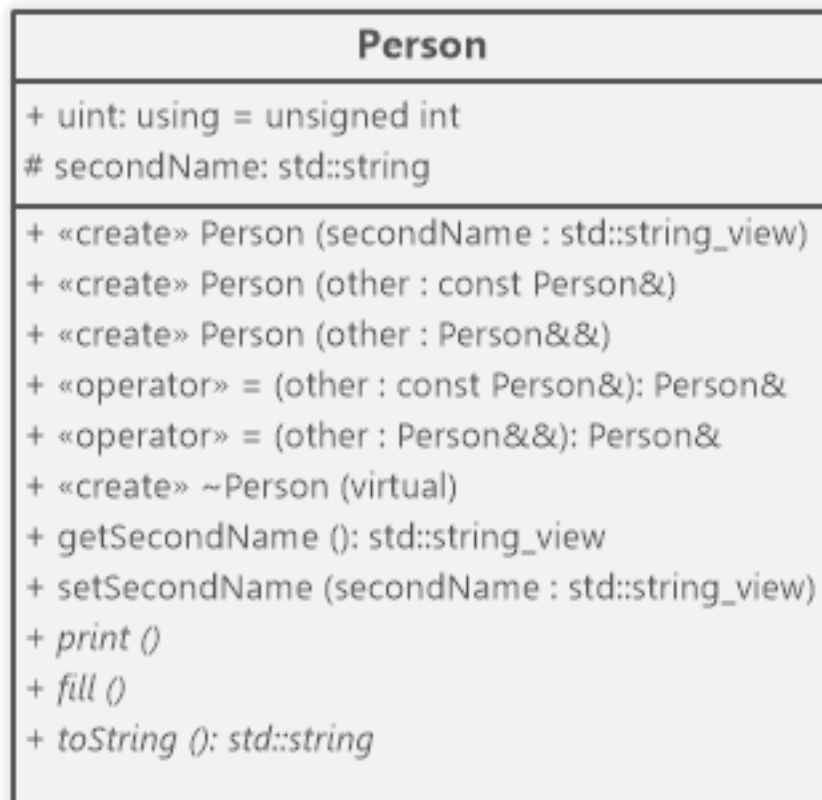 Person
+ uint: using = unsigned int
# secondName: std::string
+ «create» Person (secondName : std::string_view)
+ «create» Person (other : const Person&)
+ «create» Person (other : Person&&)
+ «operator» = (other : const Person&): Person&
+ «operator» = (other : Person&&): Person&
+ «create» ~Person (virtual)
+ getSecondName (): std::string_view
+ setSecondName (secondName : std::string_view)
+ print ()
+ fill ()
+ toString (): std::string